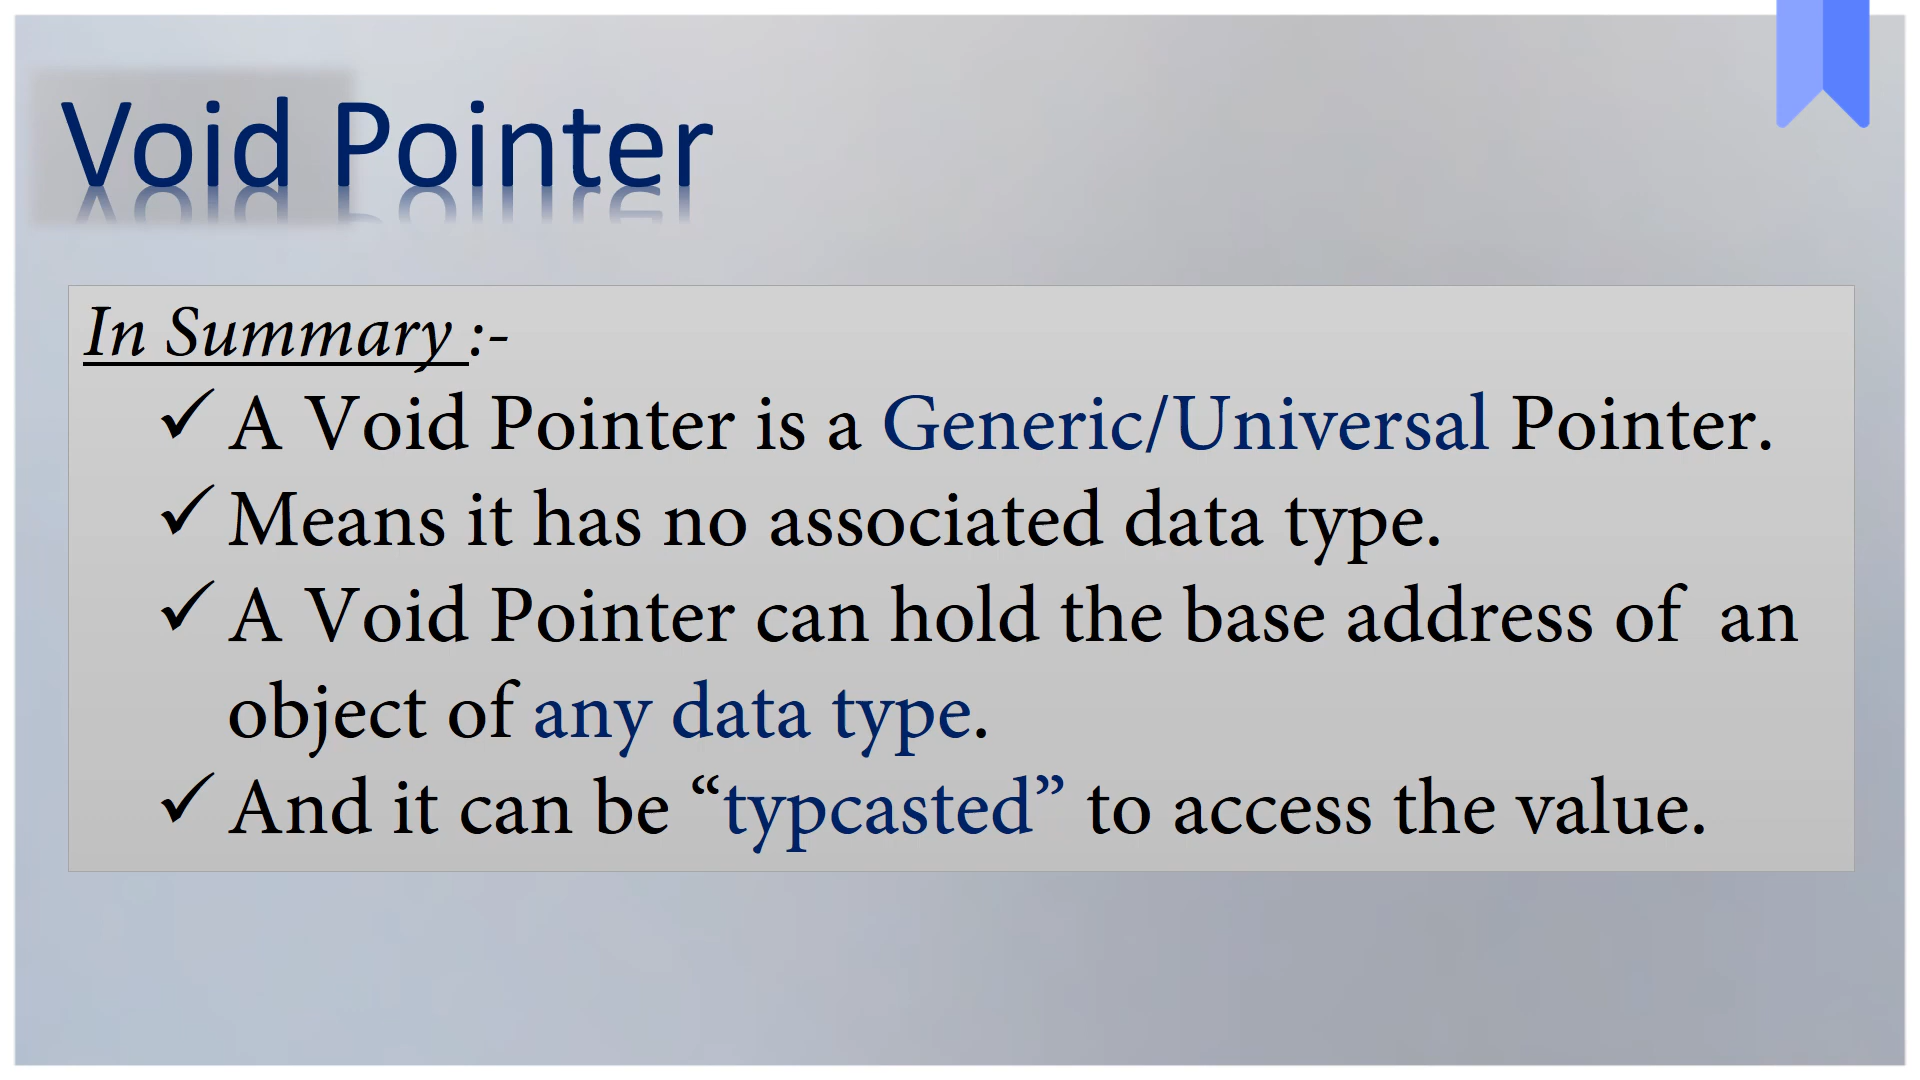 Void Pointer
In Summary :-
✓ A Void Pointer is a Generic/Universal Pointer.
✓ Means it has no associated data type.
✓ A Void Pointer can hold the base address of  an
object of any data type.
✓ And it can be “typcasted” to access the value.